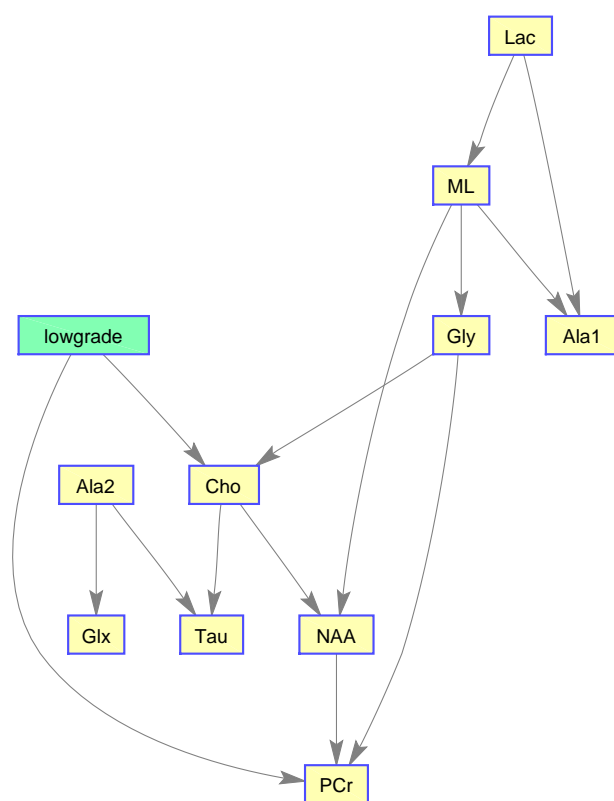 Lac
ML
lowgrade
Gly
Ala1
Ala2
Cho
Glx
Tau
NAA
PCr